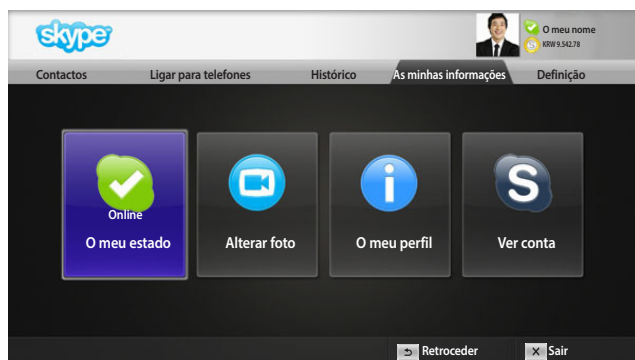 skype
O meu nome
KRW 9.542.78
Contactos Ligar para telefones Histórico As minhas informações Definição
Online
O meu estado Alterar foto O meu perfil Ver conta
Retroceder X Sair